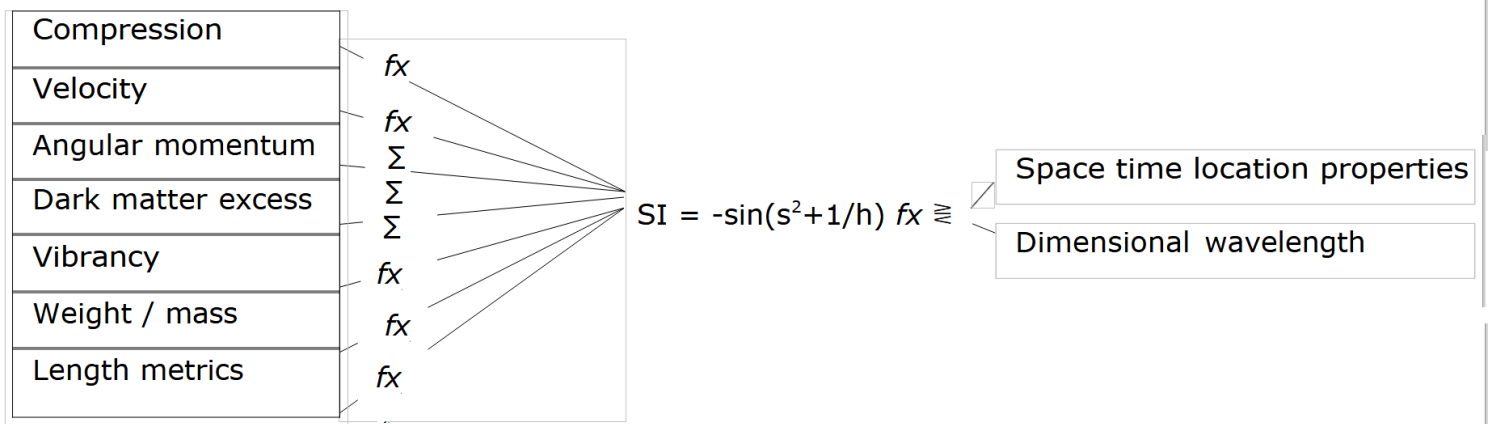 Compression
Velocity
Angular momentum
Dark matter excess
Vibrancy
Weight / mass
Length metrics
fx
fx
Σ
Σ
Σ
fx
fx
fx
SI = -sin(s²+1/h) fx ⪌
Space time location properties
Dimensional wavelength